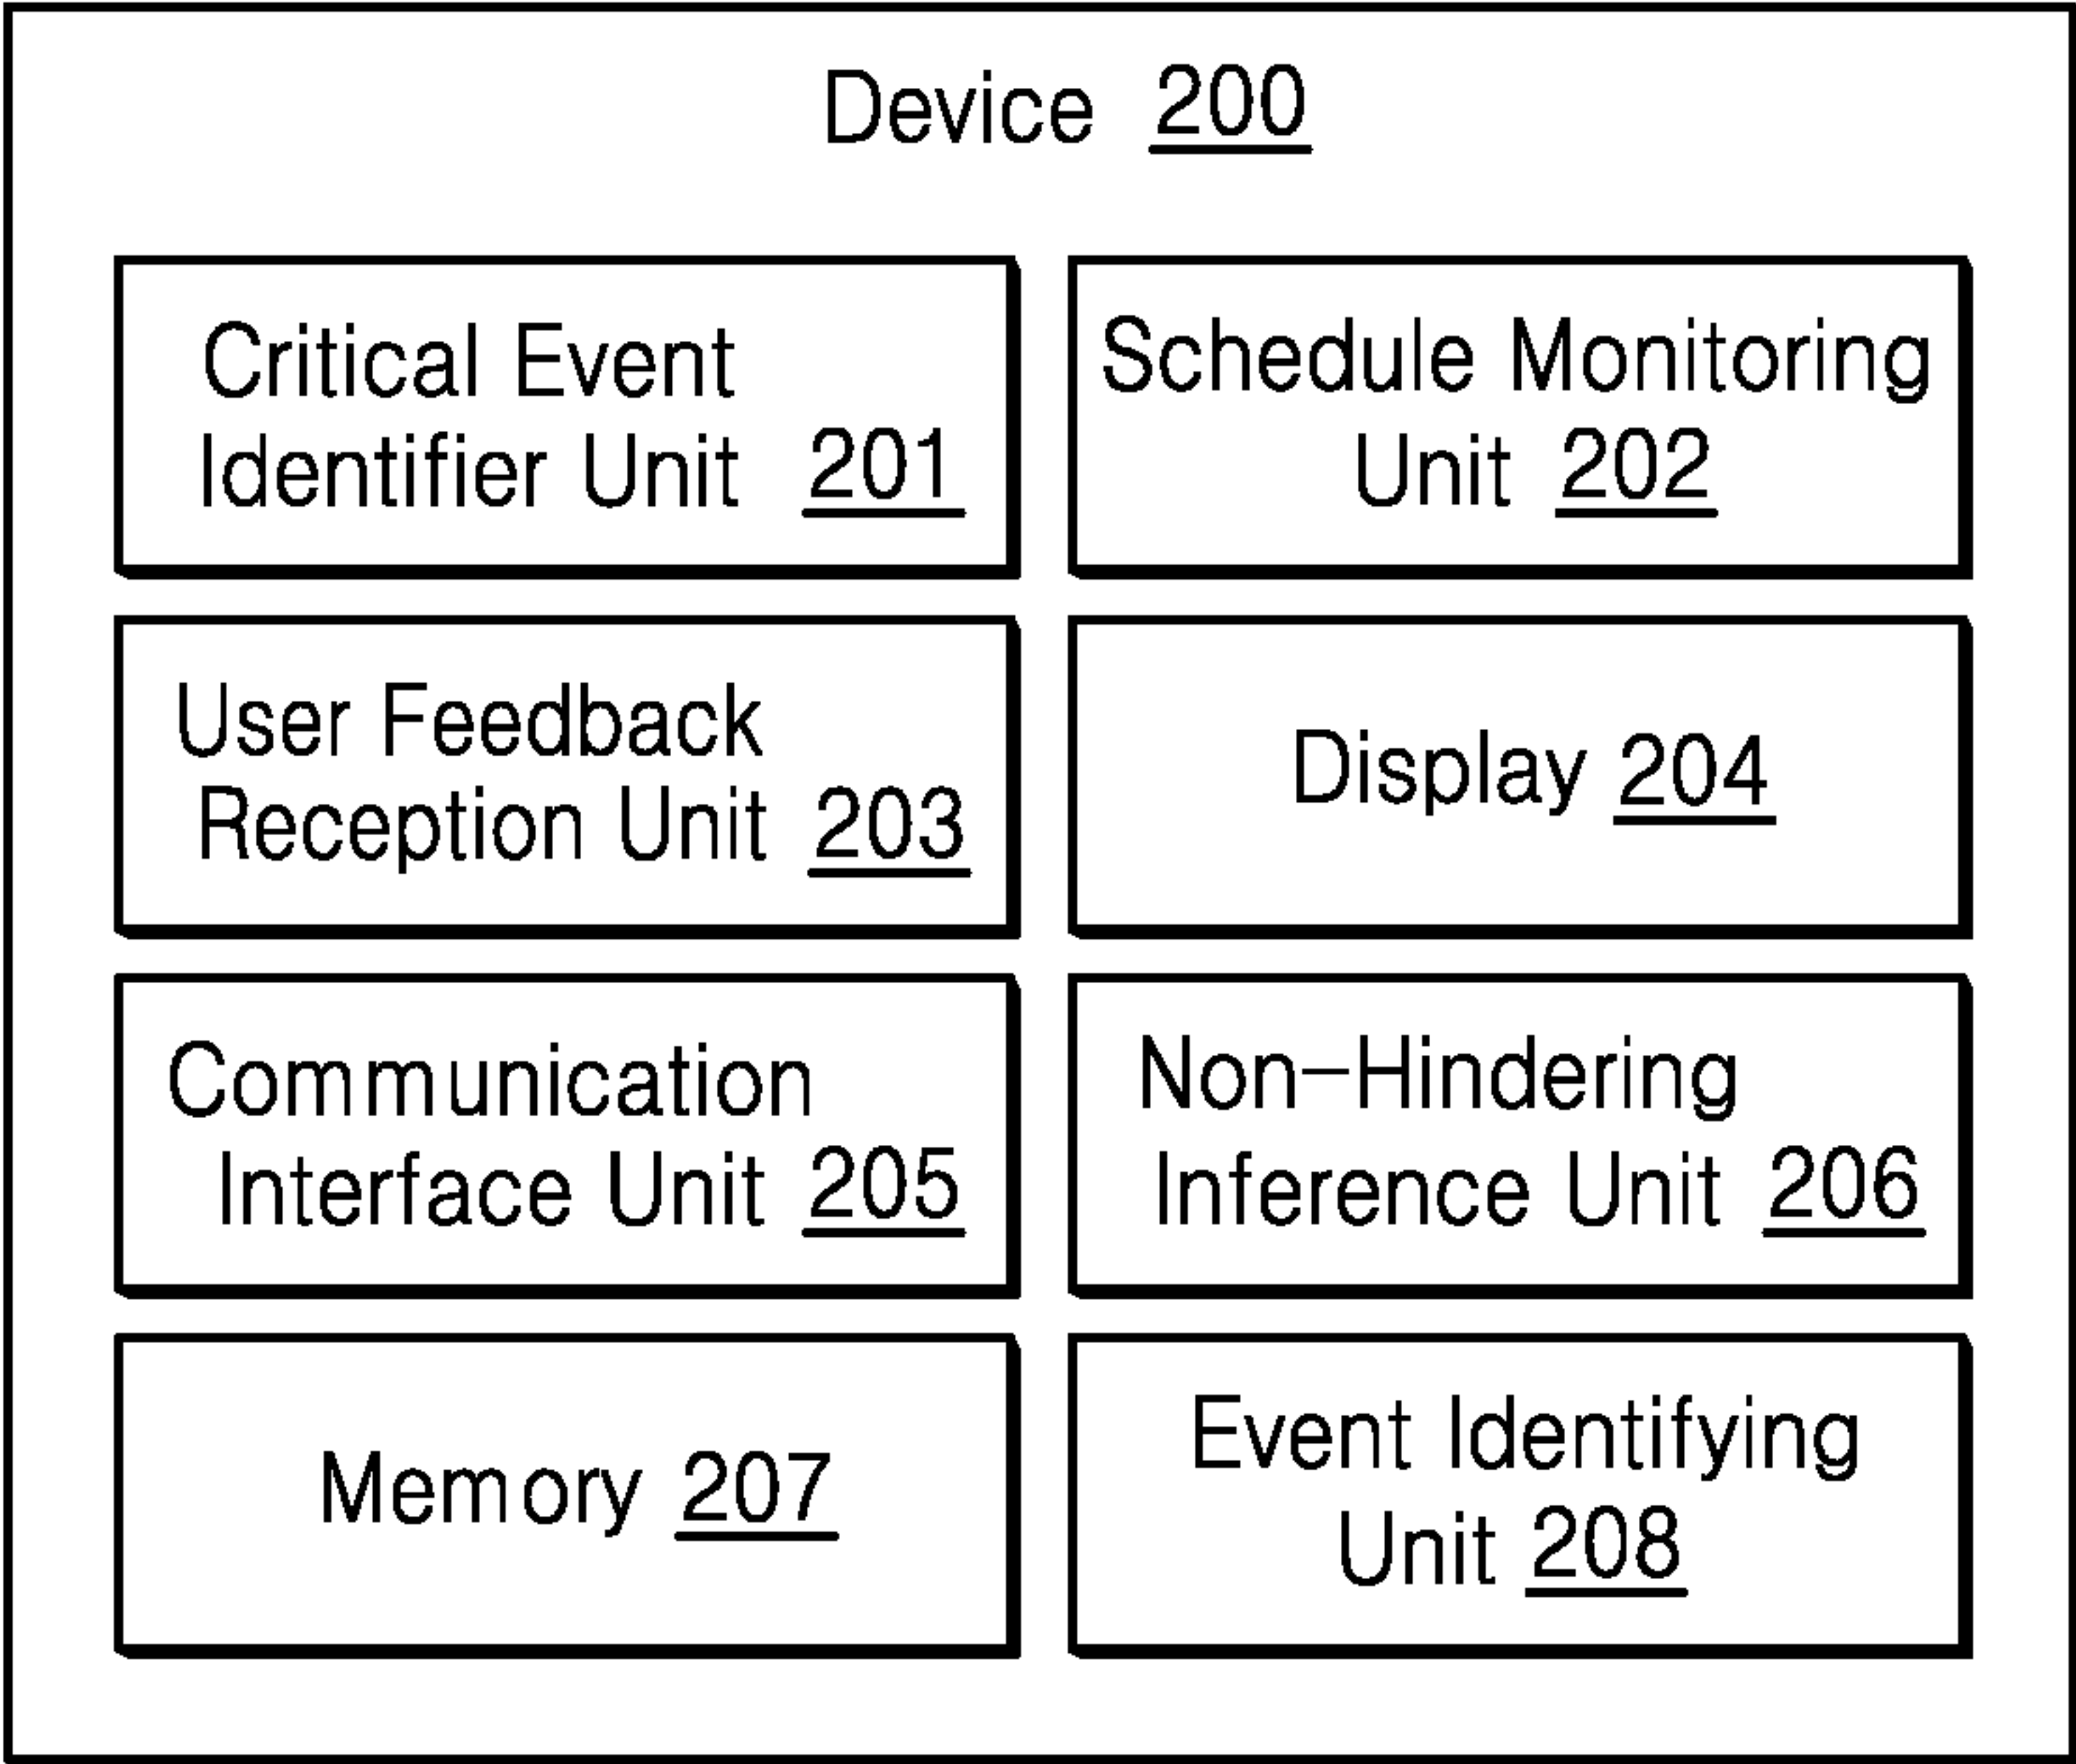 Device 200
Critical Event
Identifier Unit 201
Schedule Monitoring
Unit 202
User Feedback
Reception Unit 203
Display 204
Communication
Interface Unit 205
Non-Hindering
Inference Unit 206
Memory 207
Event Identifying
Unit 208